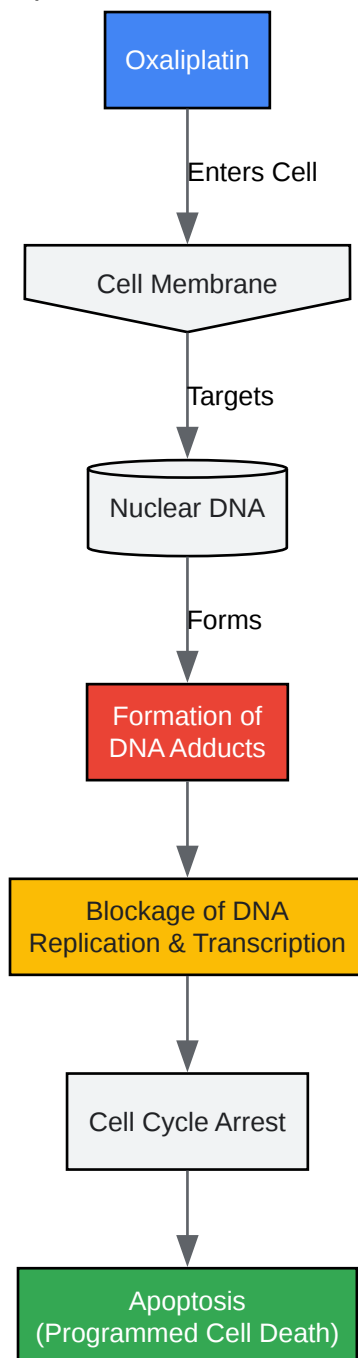 Oxaliplatin
Enters Cell
Cell Membrane
Targets
Nuclear DNA
Forms
Formation of
DNA Adducts
Blockage of DNA
Replication & Transcription
Cell Cycle Arrest
Apoptosis
(Programmed Cell Death)